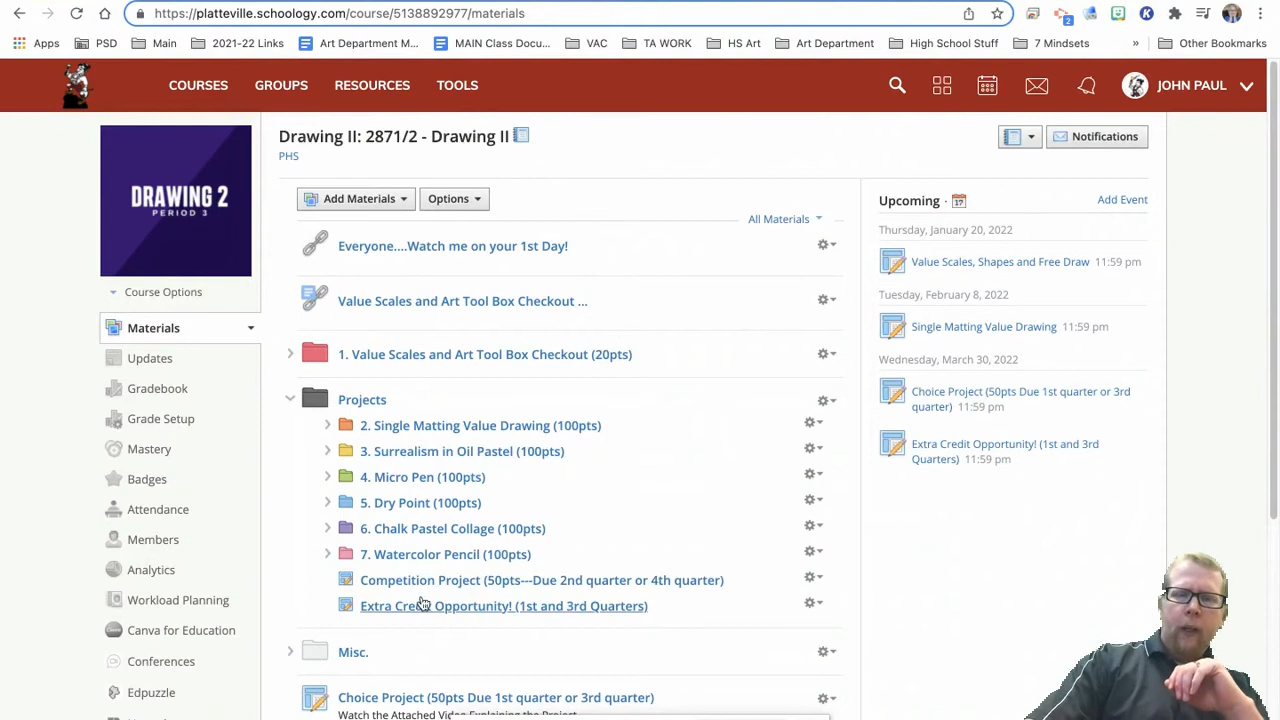 https://platteville.schoology.com/course/5138892977/materials
2
Apps PSD Main 2021-22 Links Art Department M... MAIN Class Docu... VAC TA WORK HS Art Art Department High School Stuff 7 Mindsets » Other Bookmarks
COURSES GROUPS RESOURCES TOOLS JOHN PAUL
DRAWING 2
PERIOD 3
Course Options
Materials
Updates
Gradebook
Grade Setup
Mastery
Badges
Attendance
Members
Analytics
Workload Planning
Canva for Education
Conferences
Edpuzzle
Drawing II: 2871/2 - Drawing II
PHS
Notifications
Add Materials Options
All Materials
Everyone....Watch me on your 1st Day!
Value Scales and Art Tool Box Checkout ...
1. Value Scales and Art Tool Box Checkout (20pts)
Projects
2. Single Matting Value Drawing (100pts)
3. Surrealism in Oil Pastel (100pts)
4. Micro Pen (100pts)
5. Dry Point (100pts)
6. Chalk Pastel Collage (100pts)
7. Watercolor Pencil (100pts)
Competition Project (50pts---Due 2nd quarter or 4th quarter)
Extra Credit Opportunity! (1st and 3rd Quarters)
Misc.
Choice Project (50pts Due 1st quarter or 3rd quarter)
Watch the Attached Video Explaining the Project
Upcoming · 17 Add Event
Thursday, January 20, 2022
Value Scales, Shapes and Free Draw 11:59 pm
Tuesday, February 8, 2022
Single Matting Value Drawing 11:59 pm
Wednesday, March 30, 2022
Choice Project (50pts Due 1st quarter or 3rd
quarter) 11:59 pm
Extra Credit Opportunity! (1st and 3rd
Quarters) 11:59 pm